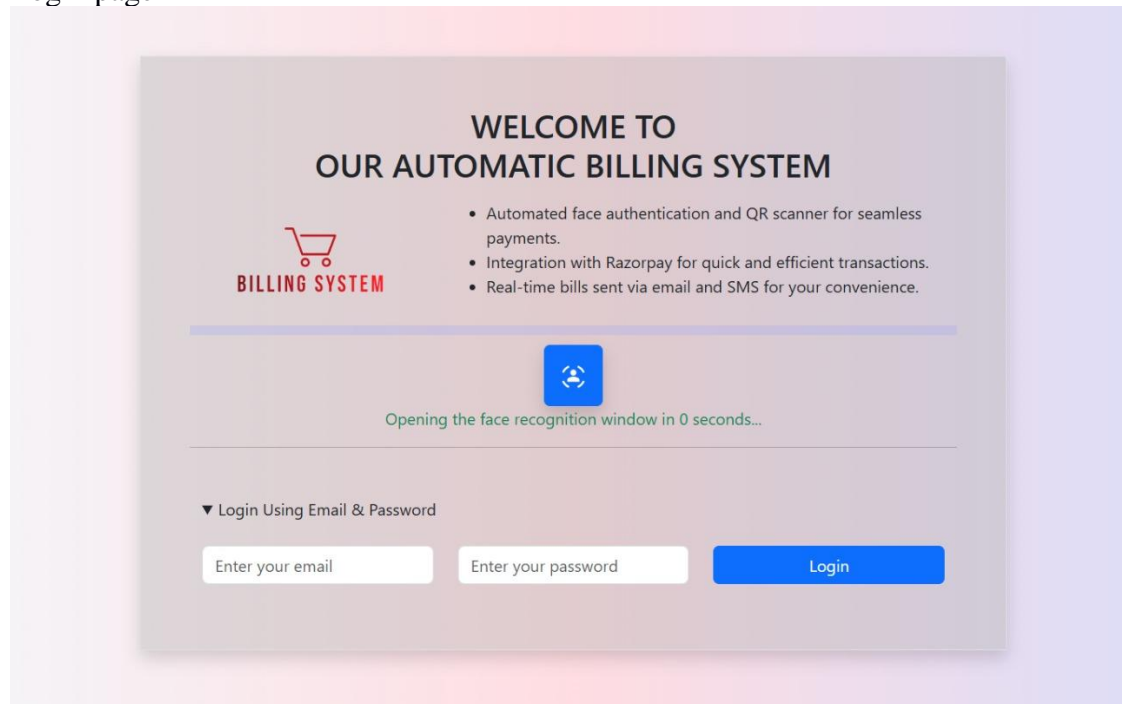 WELCOME TO
OUR AUTOMATIC BILLING SYSTEM
BILLING SYSTEM
• Automated face authentication and QR scanner for seamless
payments.
• Integration with Razorpay for quick and efficient transactions.
• Real-time bills sent via email and SMS for your convenience.
Opening the face recognition window in 0 seconds...
▼ Login Using Email & Password
Enter your email
Enter your password
Login